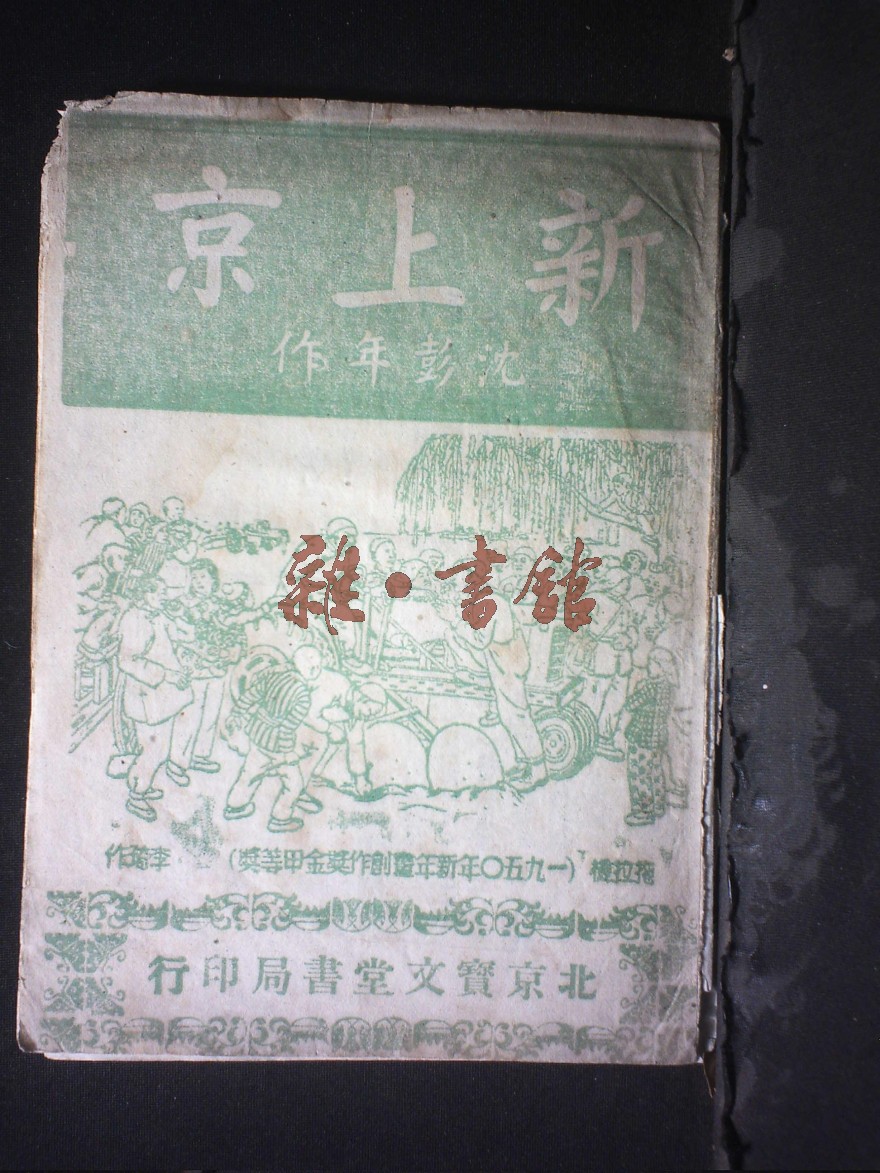 新上京
沈彭年作
雜·書館
拖拉機（一九五〇年新年畫創作獎金甲等獎）　李琦作
北京寶文堂書局印行